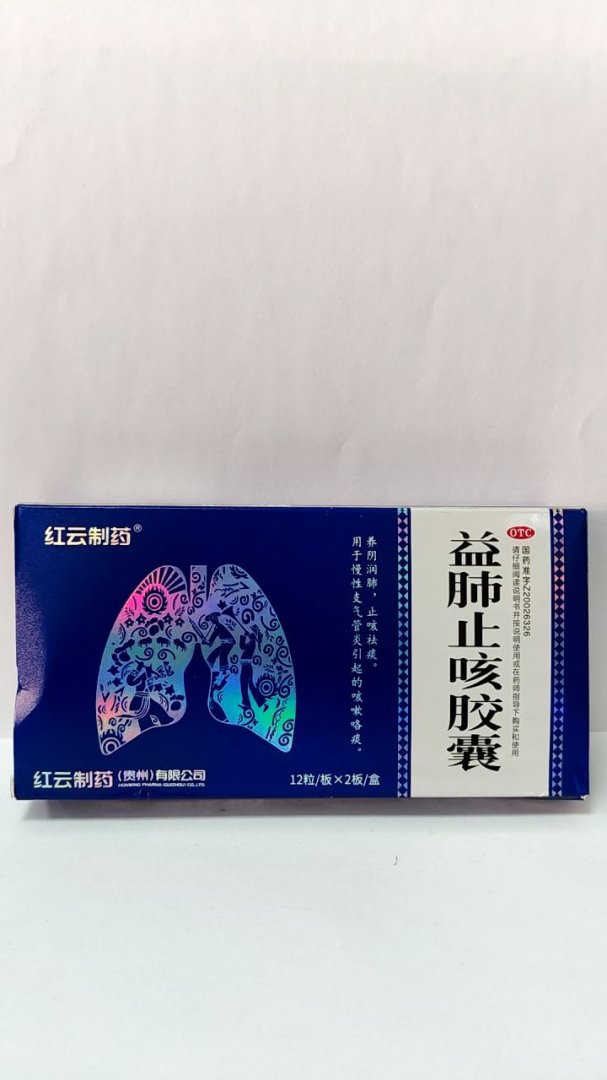 红云制药®
养阴润肺，止咳祛痰。
用于慢性支气管炎引起的咳嗽咯痰。
红云制药(贵州)有限公司
HONWING PHARMA (GUIZHOU) CO.,LTD.
12粒/板×2板/盒
OTC
国药准字Z20026326
请仔细阅读说明书并按说明使用或在药师指导下购买和使用
益肺止咳胶囊